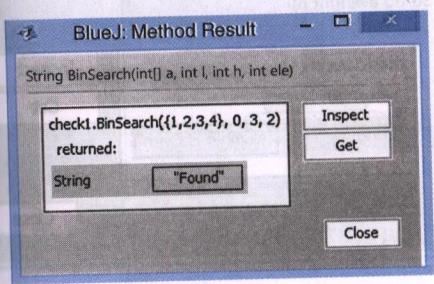 BlueJ: Method Result
String BinSearch(int[] a, int l, int h, int ele)
check1.BinSearch({1,2,3,4}, 0, 3, 2)
returned:
String "Found"
Inspect
Get
Close